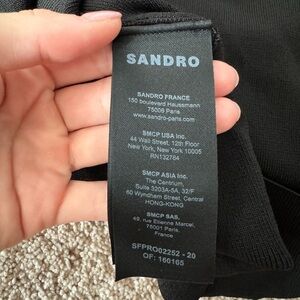 SANDRO
SANDRO FRANCE
150 boulevard Haussmann
75008 Paris
www.sandro-paris.com
SMCP USA Inc.
44 Wall Street, 12th Floor
New York, New York 10005
RN132784
SMCP ASIA Inc.
The Centrium,
Suite 3203A-5A, 32/F
60 Wyndham Street, Central
HONG-KONG
SMCP SAS,
49, rue Etienne Marcel,
75001 Paris,
France
SFPRO02252 - 20
OF: 166165